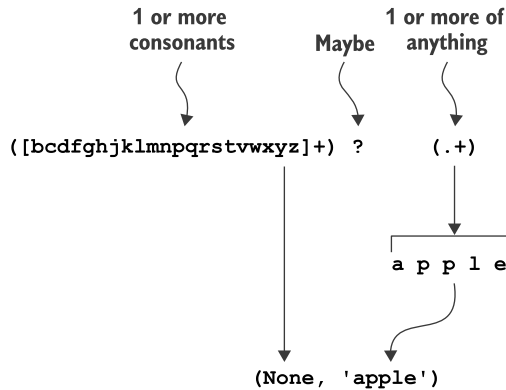 1 or more
consonants
Maybe
1 or more of
anything
([bcdfghjklmnpqrstvwxyz]+) ? (.+)
a p p l e
(None, 'apple')